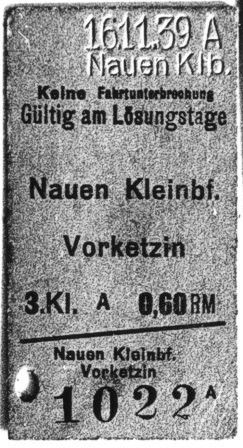 16.11.39 A
Nauen Klb.
Keine Fahrtunterbrechung
Gültig am Lösungstage
Nauen Kleinbf.
Vorketzin
3.Kl. A 0,60 RM
Nauen Kleinbf.
Vorketzin
1022 A